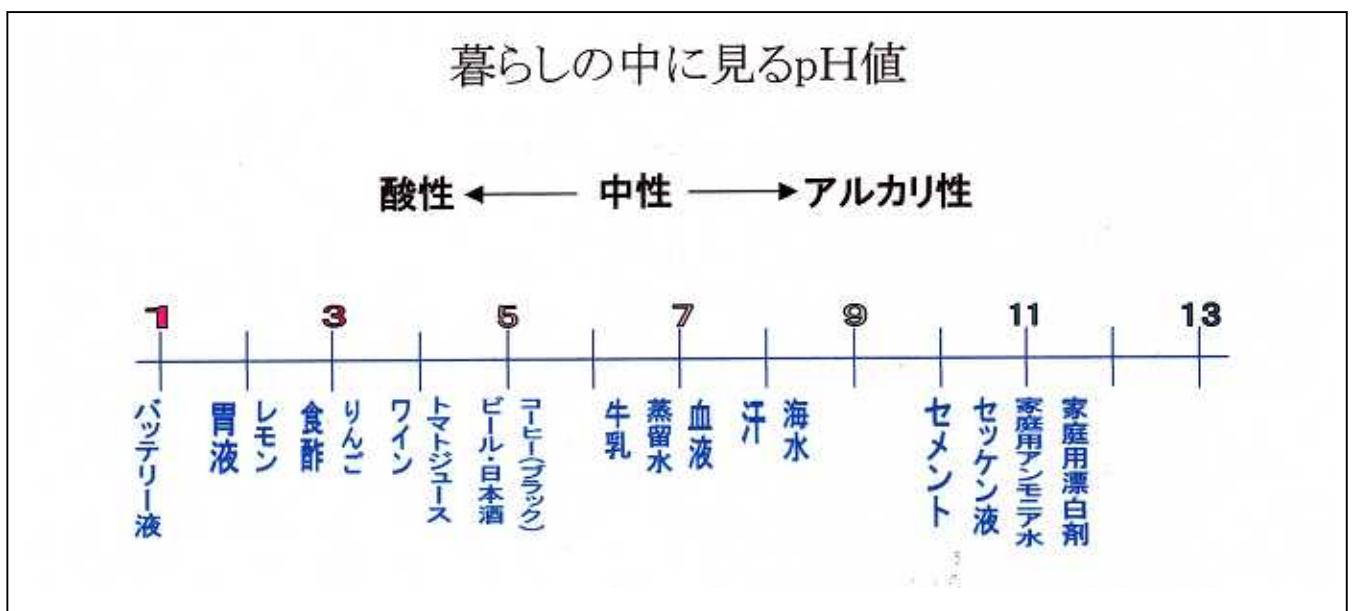 暮らしの中に見るpH値
酸性 ← 中性 → アルカリ性
1 3 5 7 9 11 13
バッテリー液
胃液
レモン
食酢
りんご
ワイン
トマトジュース
ビール・日本酒
コーヒー(ブラック)
牛乳
蒸留水
血液
汗
海水
セメント
セッケン液
家庭用アンモニア水
家庭用漂白剤